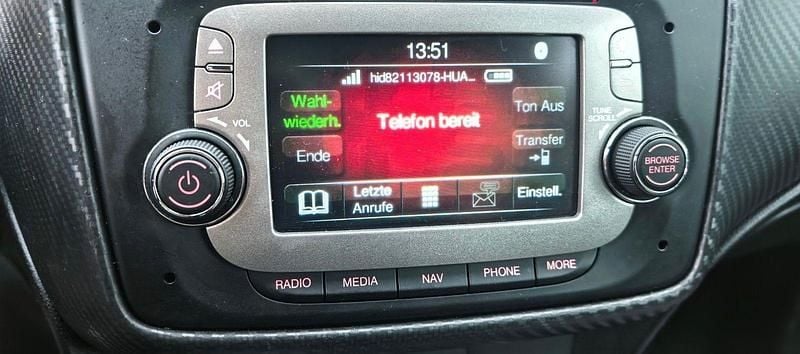 13:51
hid82113078-HUA...
Wahl-
wiederh.
Telefon bereit
Ton Aus
Ende
Transfer
Letzte
Anrufe
Einstell.
VOL
TUNE
SCROLL
BROWSE
ENTER
RADIO
MEDIA
NAV
PHONE
MORE